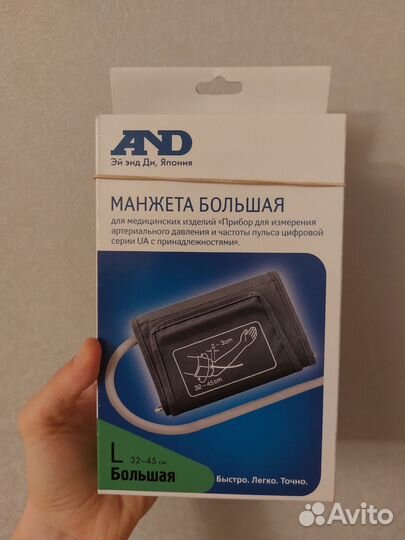 AND
Эй энд Ди, Япония
МАНЖЕТА БОЛЬШАЯ
для медицинских изделий «Прибор для измерения
артериального давления и частоты пульса цифровой
серии UA с принадлежностями».
2-3cm
32-45cm
L 32-45 см
Большая
Быстро. Легко. Точно.
Avito